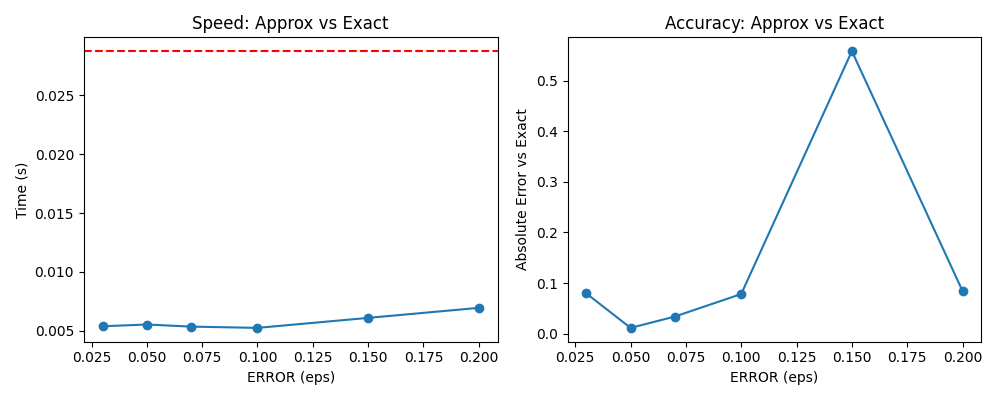 Speed: Approx vs Exact
Time (s)
0.025
0.020
0.015
0.010
0.005
0.025 0.050 0.075 0.100 0.125 0.150 0.175 0.200
ERROR (eps)
Accuracy: Approx vs Exact
Absolute Error vs Exact
0.5
0.4
0.3
0.2
0.1
0.0
0.025 0.050 0.075 0.100 0.125 0.150 0.175 0.200
ERROR (eps)